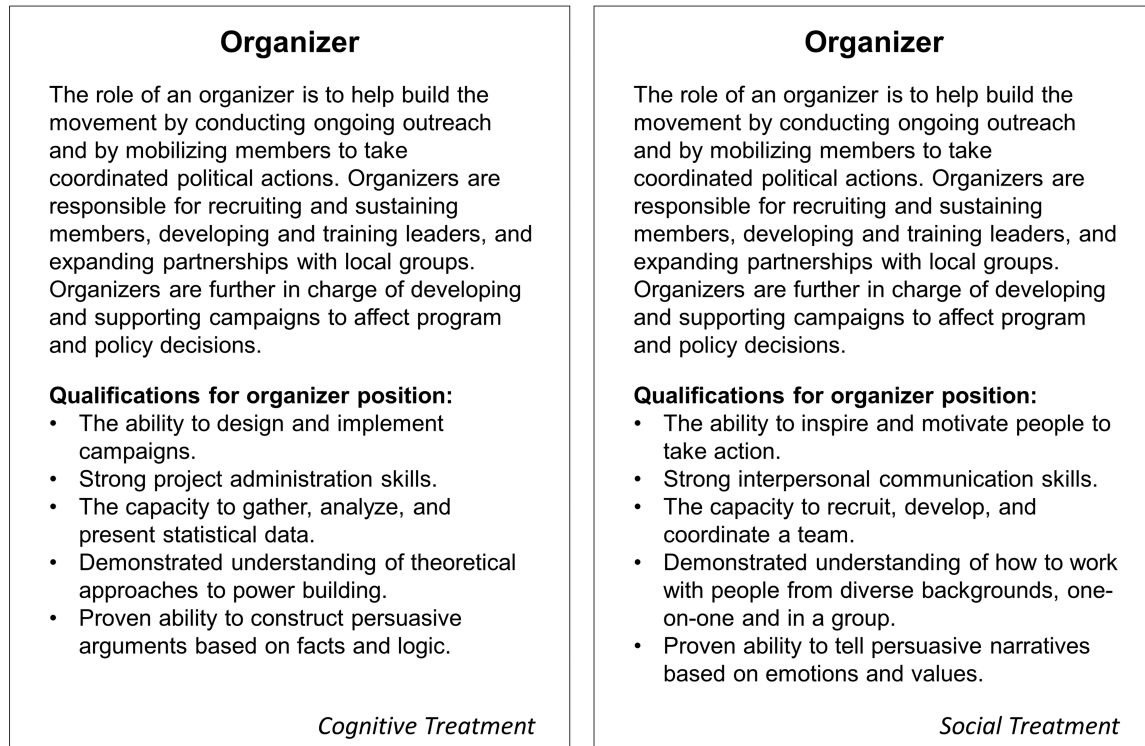 Organizer
The role of an organizer is to help build the
movement by conducting ongoing outreach
and by mobilizing members to take
coordinated political actions. Organizers are
responsible for recruiting and sustaining
members, developing and training leaders, and
expanding partnerships with local groups.
Organizers are further in charge of developing
and supporting campaigns to affect program
and policy decisions.
Qualifications for organizer position:
• The ability to design and implement
campaigns.
• Strong project administration skills.
• The capacity to gather, analyze, and
present statistical data.
• Demonstrated understanding of theoretical
approaches to power building.
• Proven ability to construct persuasive
arguments based on facts and logic.
Cognitive Treatment
Organizer
The role of an organizer is to help build the
movement by conducting ongoing outreach
and by mobilizing members to take
coordinated political actions. Organizers are
responsible for recruiting and sustaining
members, developing and training leaders, and
expanding partnerships with local groups.
Organizers are further in charge of developing
and supporting campaigns to affect program
and policy decisions.
Qualifications for organizer position:
• The ability to inspire and motivate people to
take action.
• Strong interpersonal communication skills.
• The capacity to recruit, develop, and
coordinate a team.
• Demonstrated understanding of how to work
with people from diverse backgrounds, one-
on-one and in a group.
• Proven ability to tell persuasive narratives
based on emotions and values.
Social Treatment